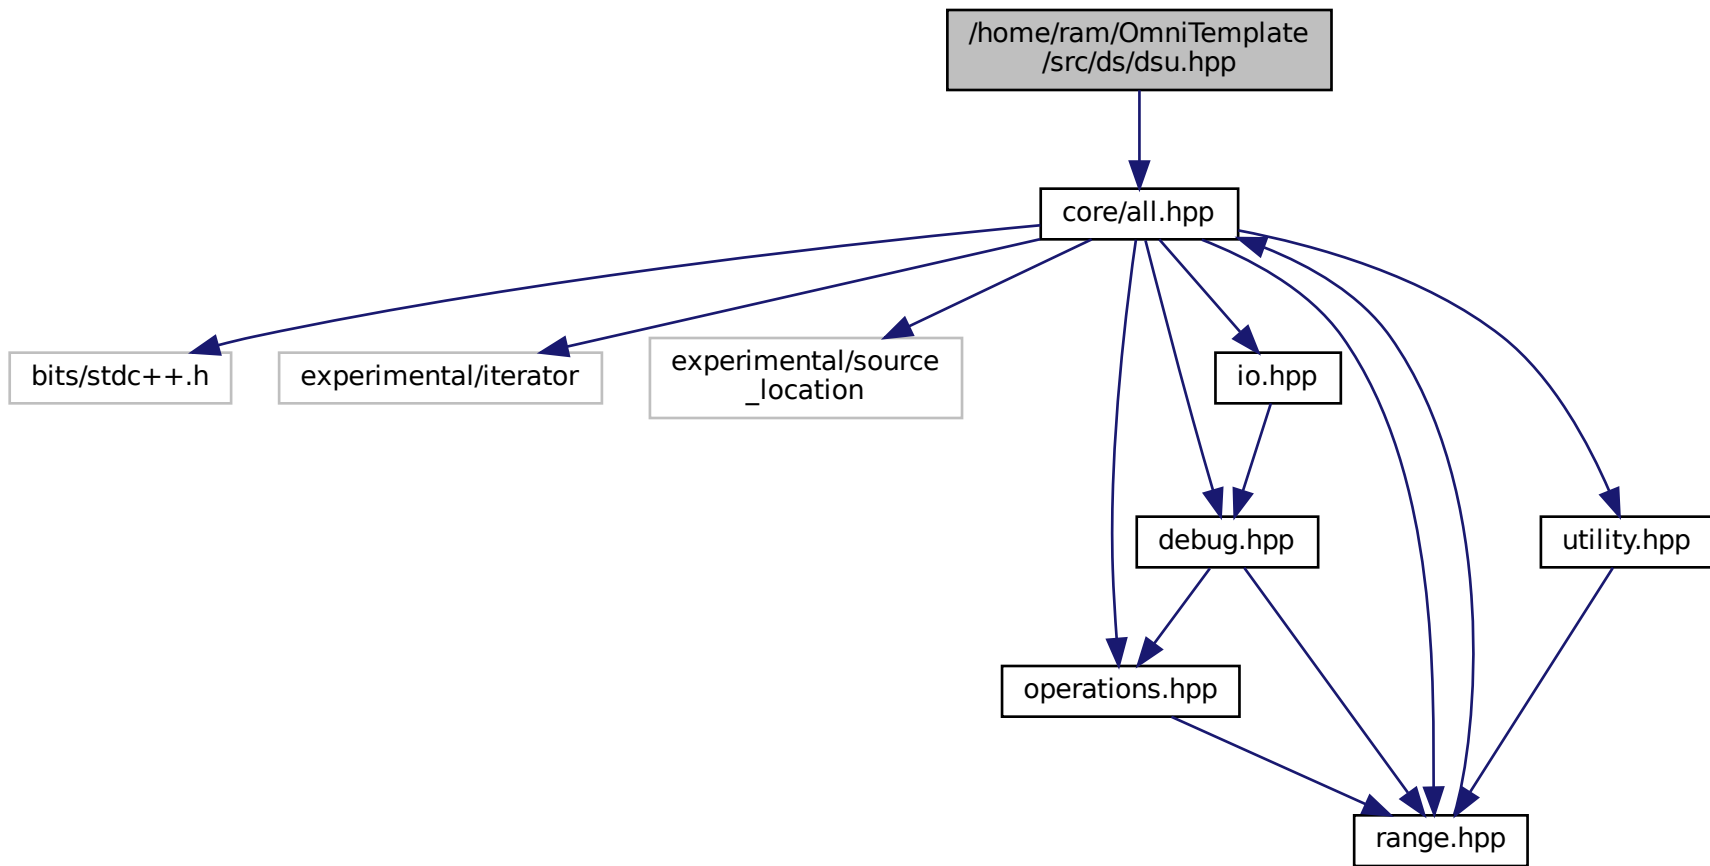 /home/ram/OmniTemplate
/src/ds/dsu.hpp
core/all.hpp
bits/stdc++.h
experimental/iterator
experimental/source
_location
io.hpp
debug.hpp
utility.hpp
operations.hpp
range.hpp